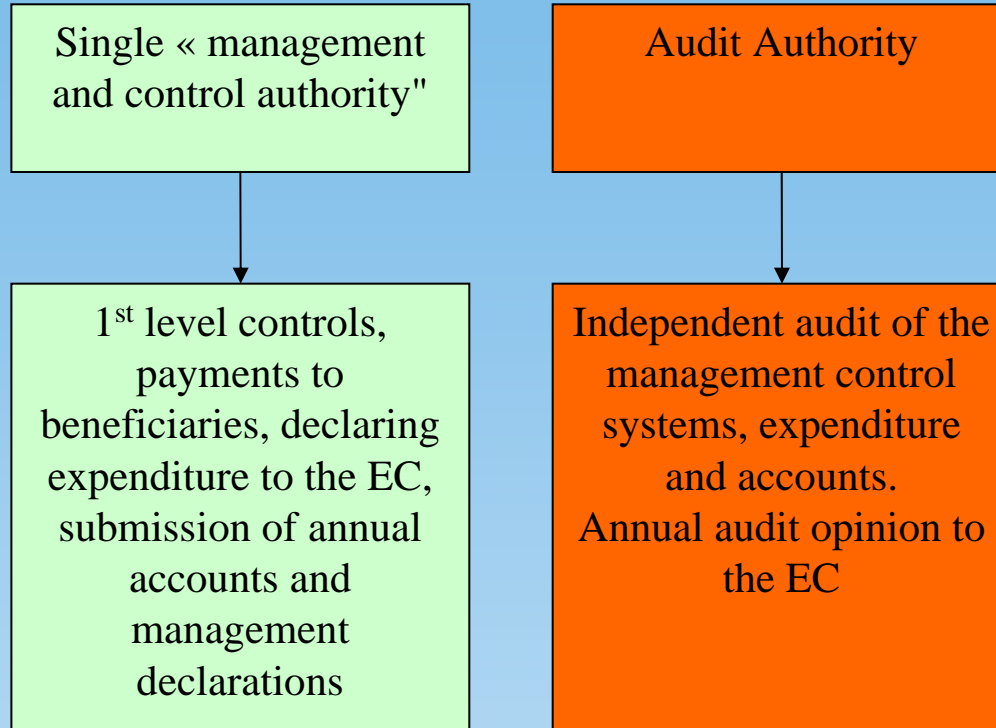 Single « management
and control authority"
Audit Authority
1st level controls,
payments to
beneficiaries, declaring
expenditure to the EC,
submission of annual
accounts and
management
declarations
Independent audit of the
management control
systems, expenditure
and accounts.
Annual audit opinion to
the EC